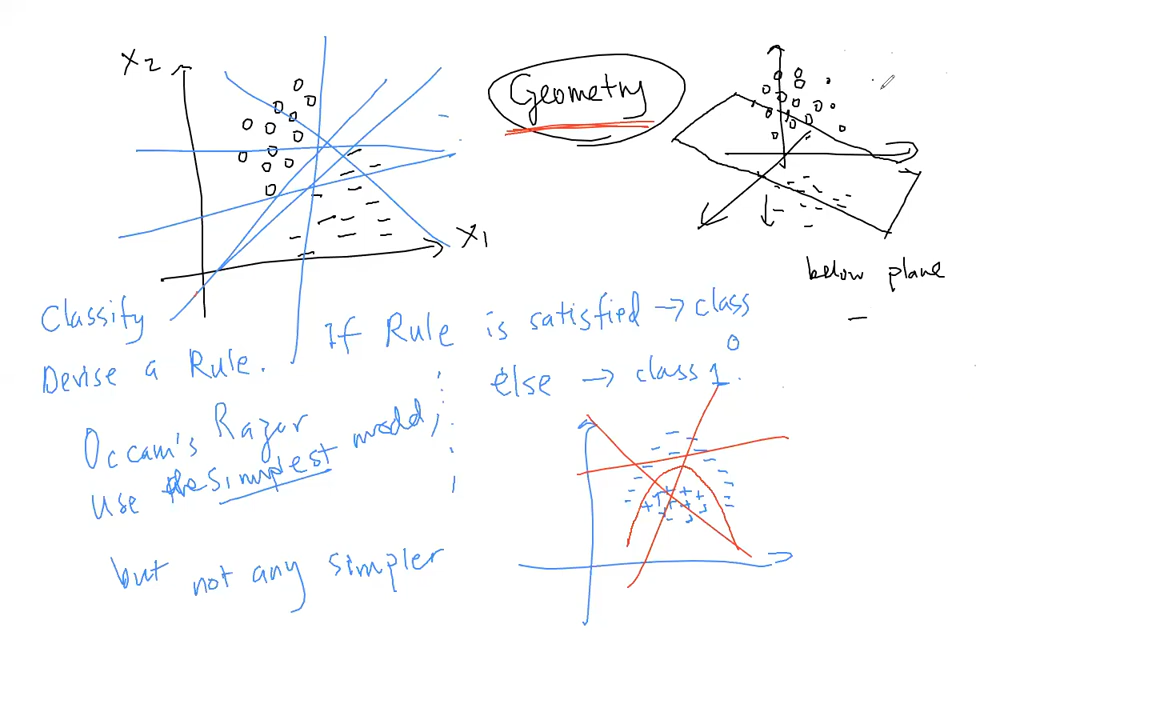 X2
Geometry
X1
below plane
Classify
Devise a Rule.
If Rule is satisfied → class 0
else → class 1.
Occam's Razor
use the simplest model,
but not any simpler